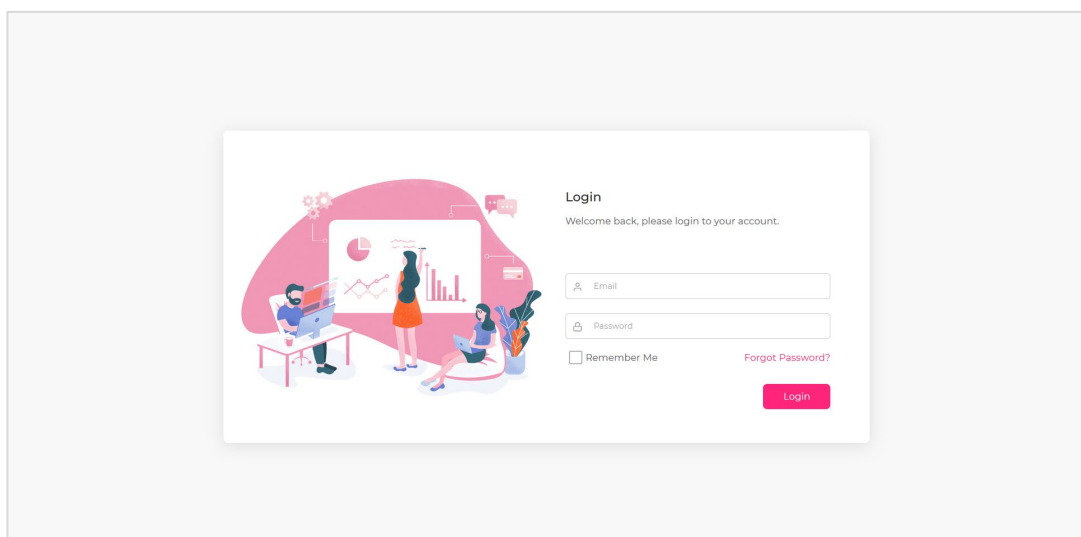 Login
Welcome back, please login to your account.
Email
Password
Remember Me
Forgot Password?
Login